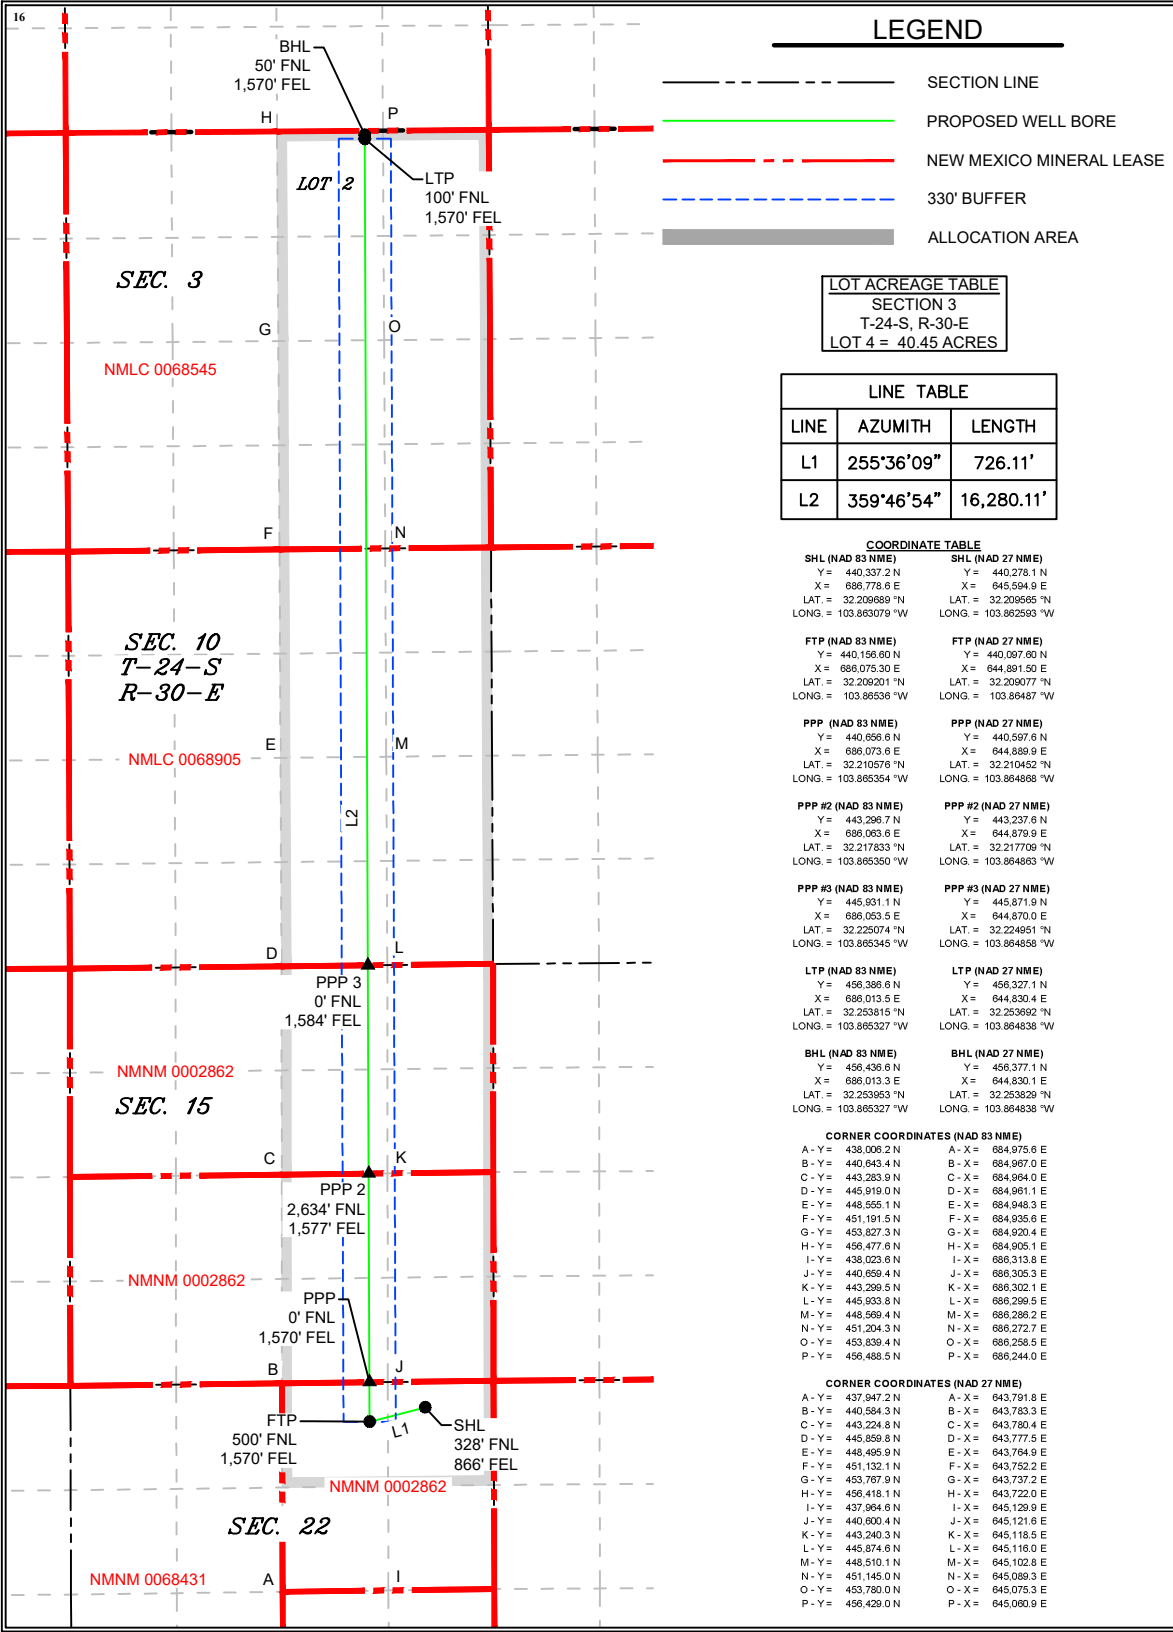 16
BHL
50' FNL
1,570' FEL
H
P
LOT 2
LTP
100' FNL
1,570' FEL
SEC. 3
G
O
NMLC 0068545
F
N
SEC. 10
T-24-S
R-30-E
E
M
NMLC 0068905
L2
D
L
PPP 3
0' FNL
1,584' FEL
NMNM 0002862
SEC. 15
C
K
PPP 2
2,634' FNL
1,577' FEL
NMNM 0002862
PPP
0' FNL
1,570' FEL
B
J
FTP
500' FNL
1,570' FEL
L1
SHL
328' FNL
866' FEL
NMNM 0002862
SEC. 22
NMNM 0068431
A
I
LEGEND
SECTION LINE
PROPOSED WELL BORE
NEW MEXICO MINERAL LEASE
330' BUFFER
ALLOCATION AREA
LOT ACREAGE TABLE
SECTION 3
T-24-S, R-30-E
LOT 4 = 40.45 ACRES
LINE TABLE
LINE AZIMUTH LENGTH
L1 255°36'09" 726.11'
L2 359°46'54" 16,280.11'
COORDINATE TABLE
SHL (NAD 83 NME) SHL (NAD 27 NME)
Y = 440,337.2 N Y = 440,278.1 N
X = 686,778.6 E X = 645,594.9 E
LAT. = 32.209689 °N LAT. = 32.209565 °N
LONG. = 103.863079 °W LONG. = 103.862593 °W
FTP (NAD 83 NME) FTP (NAD 27 NME)
Y = 440,156.60 N Y = 440,097.60 N
X = 686,075.30 E X = 644,891.50 E
LAT. = 32.209201 °N LAT. = 32.209077 °N
LONG. = 103.86536 °W LONG. = 103.86487 °W
PPP (NAD 83 NME) PPP (NAD 27 NME)
Y = 440,656.6 N Y = 440,597.6 N
X = 686,073.6 E X = 644,889.9 E
LAT. = 32.210576 °N LAT. = 32.210452 °N
LONG. = 103.865354 °W LONG. = 103.864868 °W
PPP #2 (NAD 83 NME) PPP #2 (NAD 27 NME)
Y = 443,296.7 N Y = 443,237.6 N
X = 686,063.6 E X = 644,879.9 E
LAT. = 32.217833 °N LAT. = 32.217709 °N
LONG. = 103.865350 °W LONG. = 103.864863 °W
PPP #3 (NAD 83 NME) PPP #3 (NAD 27 NME)
Y = 445,931.1 N Y = 445,871.9 N
X = 686,053.5 E X = 644,870.0 E
LAT. = 32.225074 °N LAT. = 32.224951 °N
LONG. = 103.865345 °W LONG. = 103.864858 °W
LTP (NAD 83 NME) LTP (NAD 27 NME)
Y = 456,386.6 N Y = 456,327.1 N
X = 686,013.5 E X = 644,830.4 E
LAT. = 32.253815 °N LAT. = 32.253692 °N
LONG. = 103.865327 °W LONG. = 103.864838 °W
BHL (NAD 83 NME) BHL (NAD 27 NME)
Y = 456,436.6 N Y = 456,377.1 N
X = 686,013.3 E X = 644,830.1 E
LAT. = 32.253953 °N LAT. = 32.253829 °N
LONG. = 103.865327 °W LONG. = 103.864838 °W
CORNER COORDINATES (NAD 83 NME)
A - Y = 438,006.2 N A - X = 684,975.6 E
B - Y = 440,643.4 N B - X = 684,967.0 E
C - Y = 443,283.9 N C - X = 684,964.0 E
D - Y = 445,919.0 N D - X = 684,961.1 E
E - Y = 448,555.1 N E - X = 684,948.3 E
F - Y = 451,191.5 N F - X = 684,935.6 E
G - Y = 453,827.3 N G - X = 684,920.4 E
H - Y = 456,477.6 N H - X = 684,905.1 E
I - Y = 438,023.6 N I - X = 686,313.8 E
J - Y = 440,659.4 N J - X = 686,305.3 E
K - Y = 443,299.5 N K - X = 686,302.1 E
L - Y = 445,933.8 N L - X = 686,299.5 E
M - Y = 448,569.4 N M - X = 686,286.2 E
N - Y = 451,204.3 N N - X = 686,272.7 E
O - Y = 453,839.4 N O - X = 686,258.5 E
P - Y = 456,488.5 N P - X = 686,244.0 E
CORNER COORDINATES (NAD 27 NME)
A - Y = 437,947.2 N A - X = 643,791.8 E
B - Y = 440,584.3 N B - X = 643,783.3 E
C - Y = 443,224.8 N C - X = 643,780.4 E
D - Y = 445,859.8 N D - X = 643,777.5 E
E - Y = 448,495.9 N E - X = 643,764.9 E
F - Y = 451,132.1 N F - X = 643,752.2 E
G - Y = 453,767.9 N G - X = 643,737.2 E
H - Y = 456,418.1 N H - X = 643,722.0 E
I - Y = 437,964.6 N I - X = 645,129.9 E
J - Y = 440,600.4 N J - X = 645,121.6 E
K - Y = 443,240.3 N K - X = 645,118.5 E
L - Y = 445,874.6 N L - X = 645,116.0 E
M - Y = 448,510.1 N M - X = 645,102.8 E
N - Y = 451,145.0 N N - X = 645,089.3 E
O - Y = 453,780.0 N O - X = 645,075.3 E
P - Y = 456,429.0 N P - X = 645,060.9 E